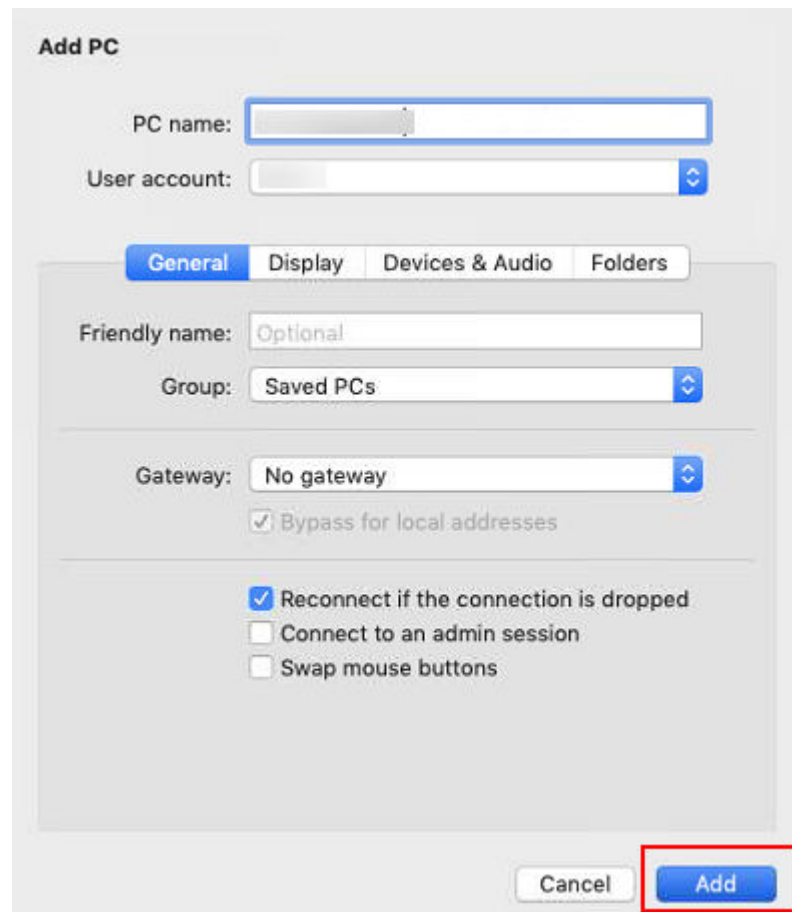 Add PC
PC name:
User account:
General Display Devices & Audio Folders
Friendly name: Optional
Group: Saved PCs
Gateway: No gateway
Bypass for local addresses
Reconnect if the connection is dropped
Connect to an admin session
Swap mouse buttons
Cancel Add